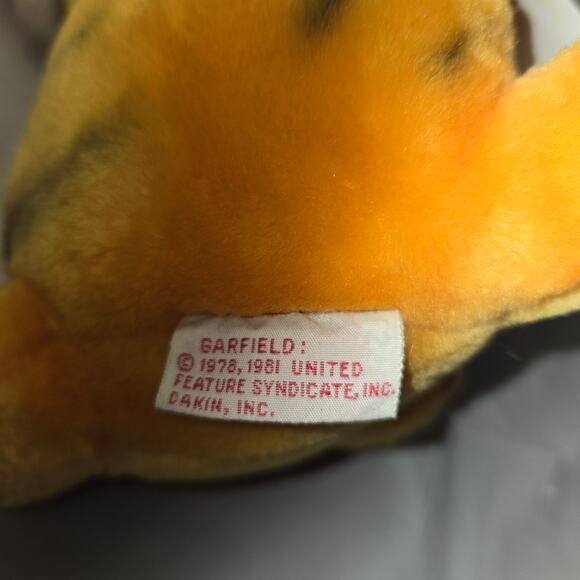 GARFIELD:
© 1978, 1981 UNITED
FEATURE SYNDICATE, INC.
DAKIN, INC.